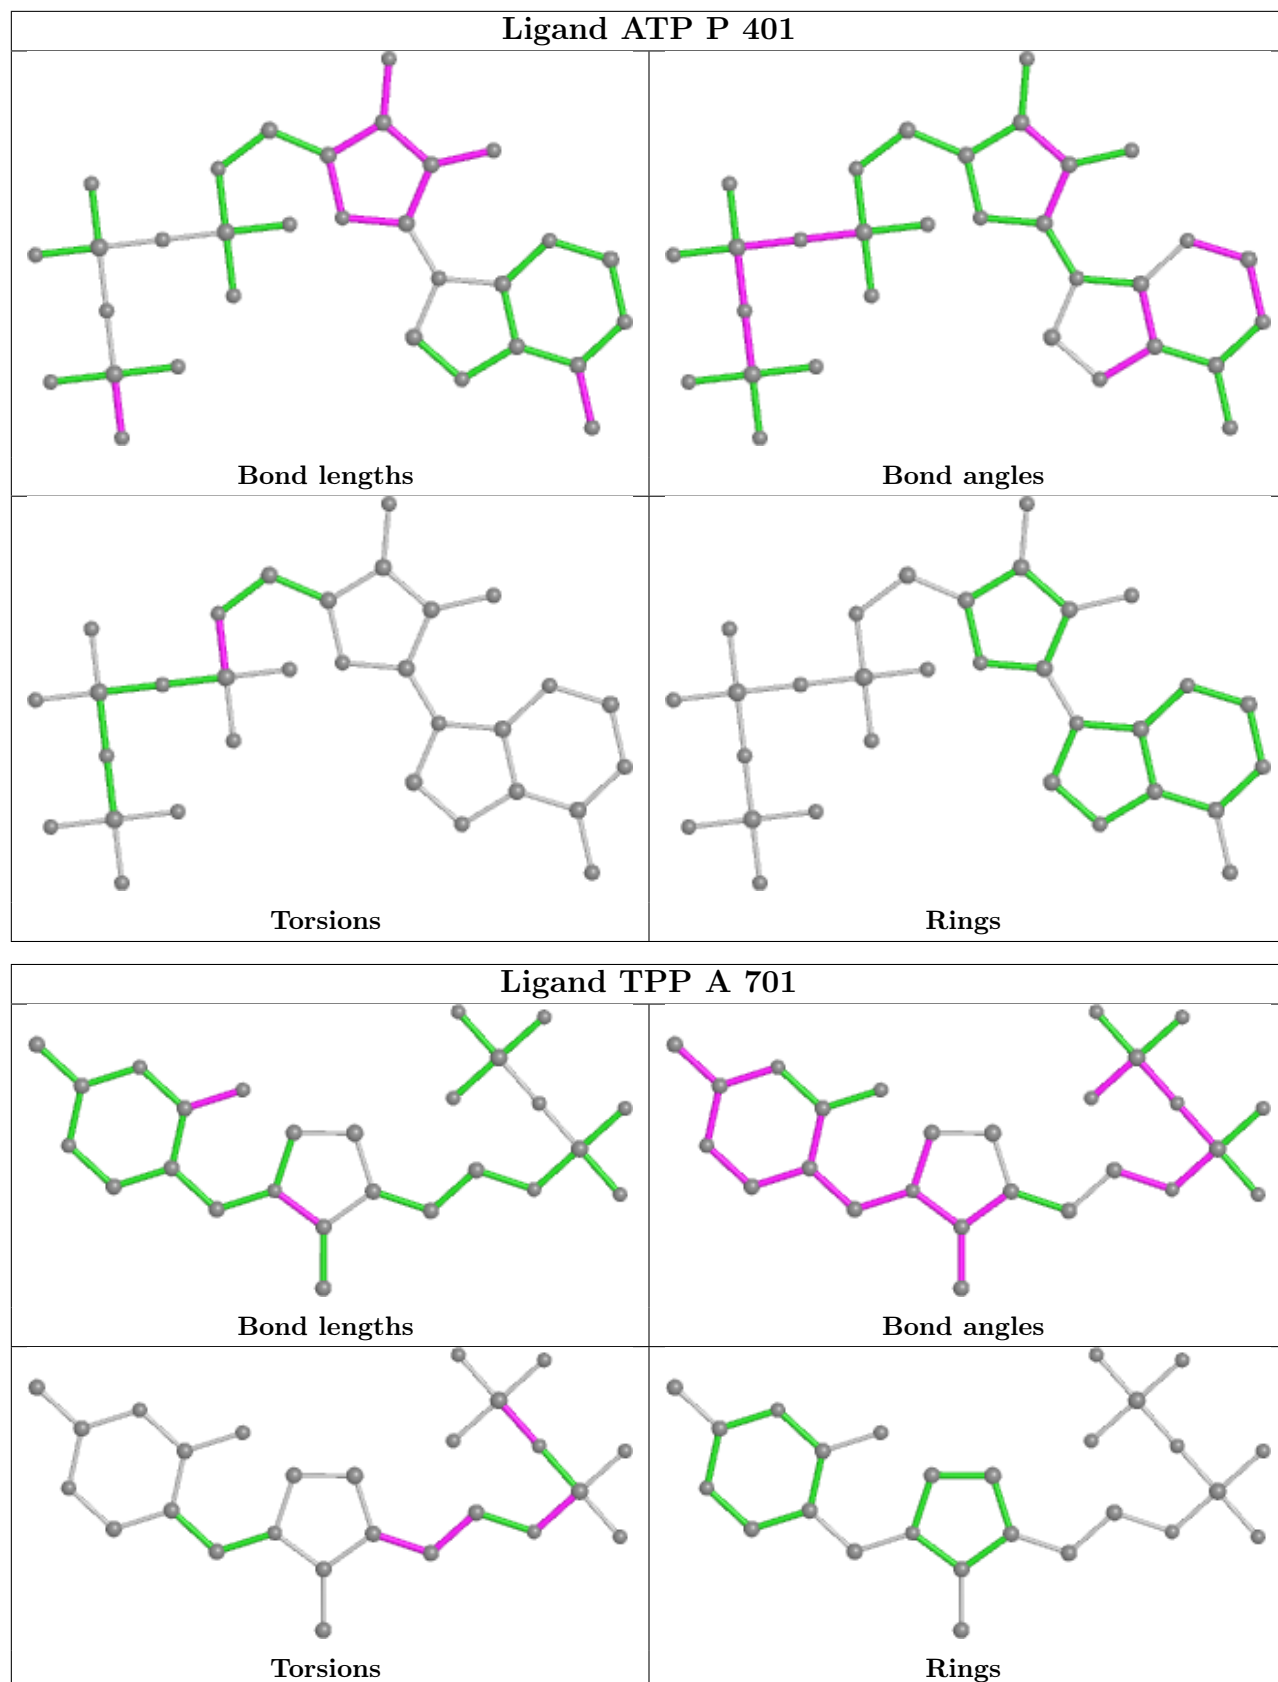 Ligand ATP P 401
Bond lengths
Bond angles
Torsions
Rings
Ligand TPP A 701
Bond lengths
Bond angles
Torsions
Rings